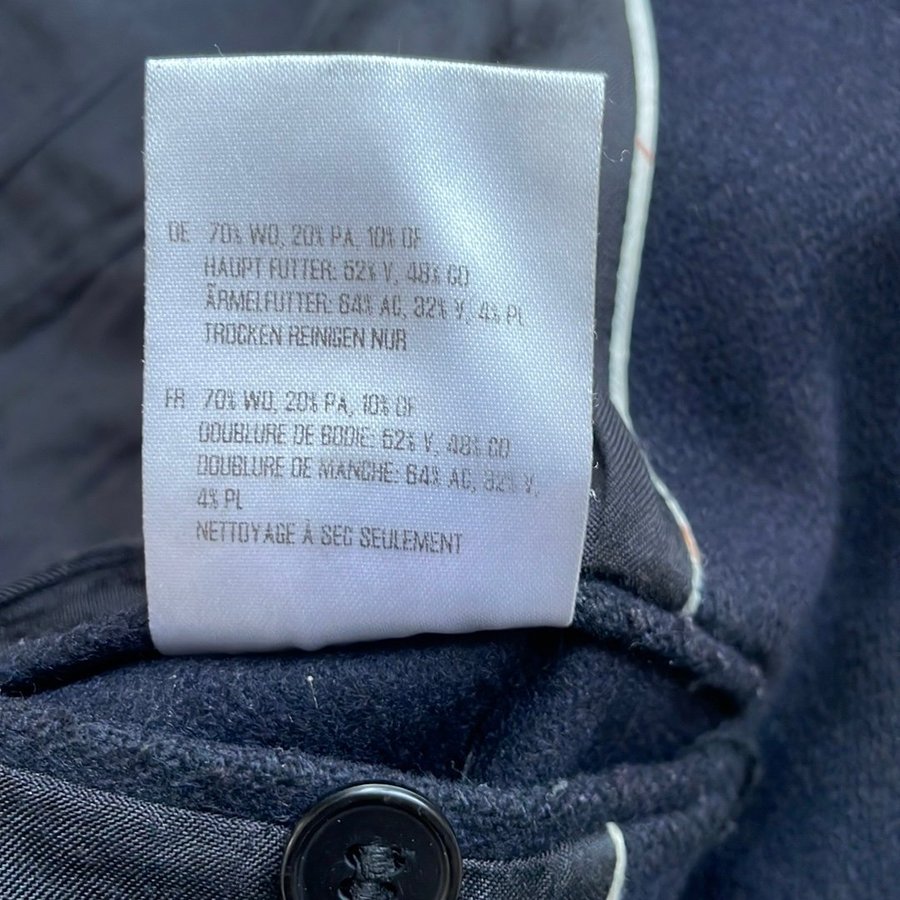 DE 70% WO, 20% PA, 10% OF
HAUPT FUTTER: 52% V, 48% CO
ÄRMELFUTTER: 64% AC, 32% V, 4% PL
TROCKEN REINIGEN NUR
FR 70% WO, 20% PA, 10% OF
DOUBLURE DE BODIE: 52% V, 48% CO
DOUBLURE DE MANCHE: 64% AC, 32% V,
4% PL
NETTOYAGE À SEC SEULEMENT